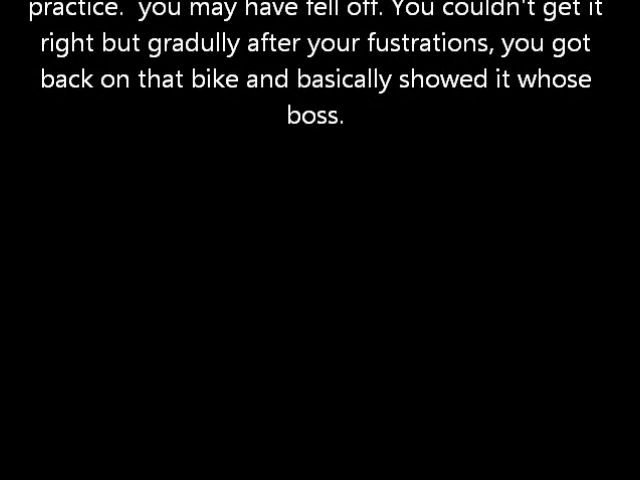 practice.  you may have fell off. You couldn't get it
right but gradully after your fustrations, you got
back on that bike and basically showed it whose
boss.